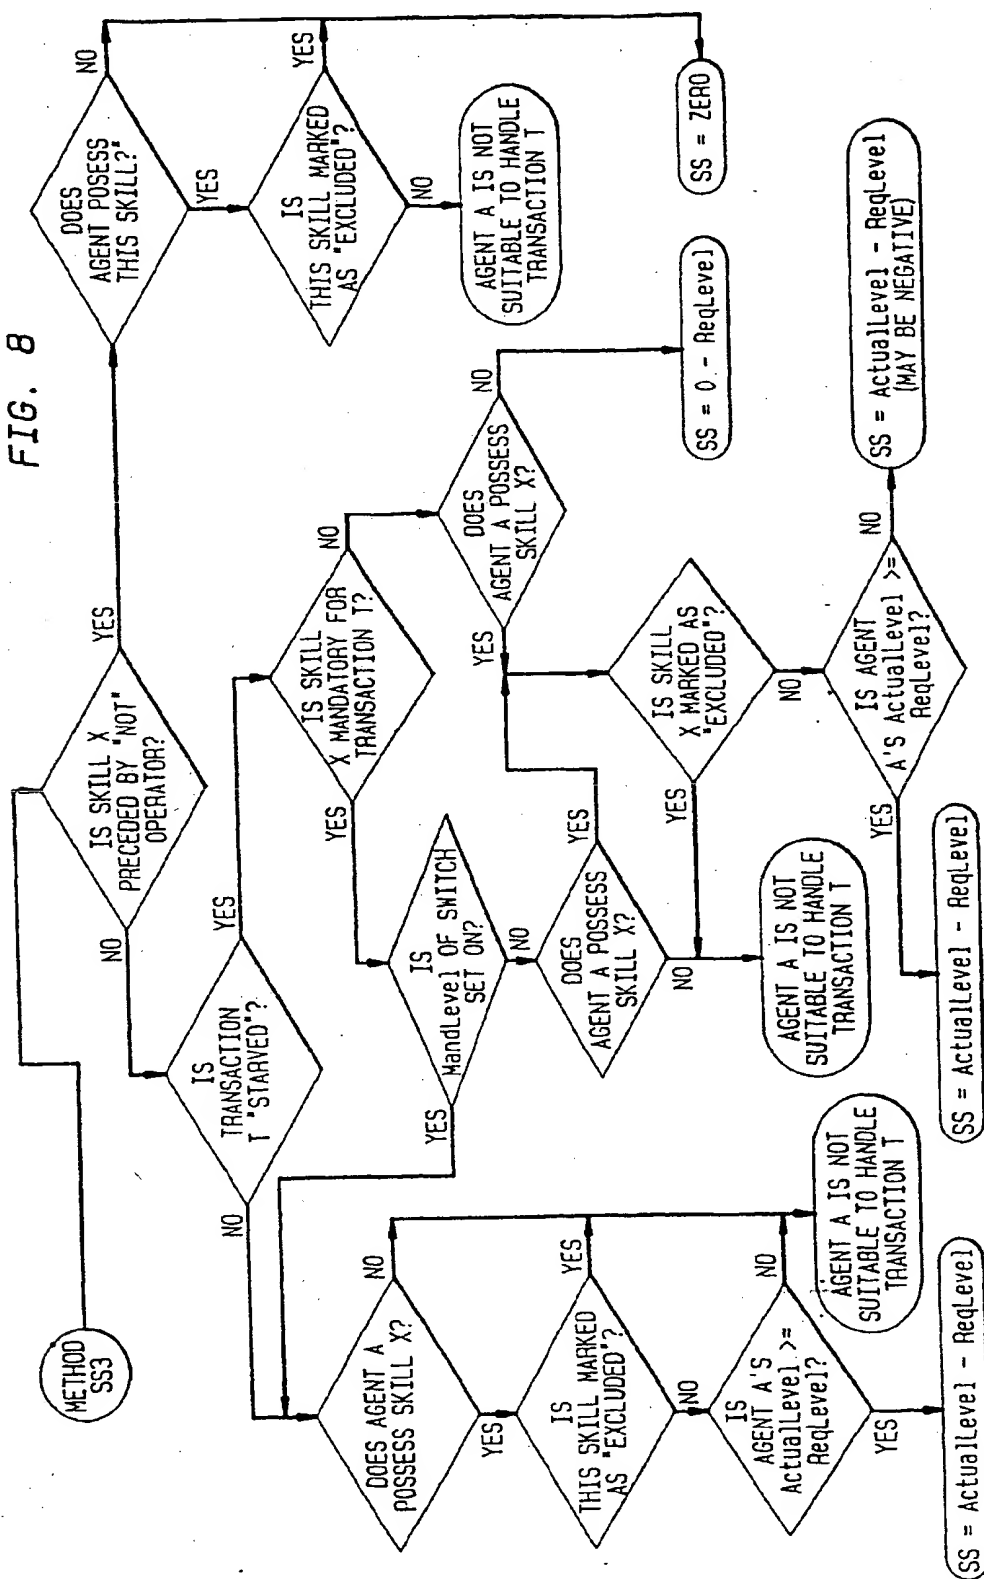 FIG. 8
METHOD
SS3
IS SKILL X
PRECEDED BY "NOT"
OPERATOR?
YES
NO
DOES
AGENT POSESS
THIS SKILL?"
NO
YES
IS
THIS SKILL MARKED
AS "EXCLUDED"?
YES
NO
AGENT A IS NOT
SUITABLE TO HANDLE
TRANSACTION T
SS = ZERO
IS
TRANSACTION
T "STARVED"?
YES
NO
IS SKILL
X MANDATORY FOR
TRANSACTION T?
NO
YES
DOES
AGENT A POSSESS
SKILL X?
NO
YES
SS = 0 - ReqLevel
IS
MandLevel OF SWITCH
SET ON?
YES
NO
DOES
AGENT A POSSESS
SKILL X?
YES
NO
IS SKILL
X MARKED AS
"EXCLUDED"?
YES
NO
AGENT A IS NOT
SUITABLE TO HANDLE
TRANSACTION T
IS AGENT
A'S ActualLevel >=
ReqLevel?
NO
YES
SS = ActualLevel - ReqLevel
(MAY BE NEGATIVE)
SS = ActualLevel - ReqLevel
DOES AGENT A
POSSESS SKILL X?
NO
YES
IS
THIS SKILL MARKED
AS "EXCLUDED"?
YES
NO
IS
AGENT A'S
ActualLevel >=
ReqLevel?
NO
YES
AGENT A IS NOT
SUITABLE TO HANDLE
TRANSACTION T
SS = ActualLevel - ReqLevel